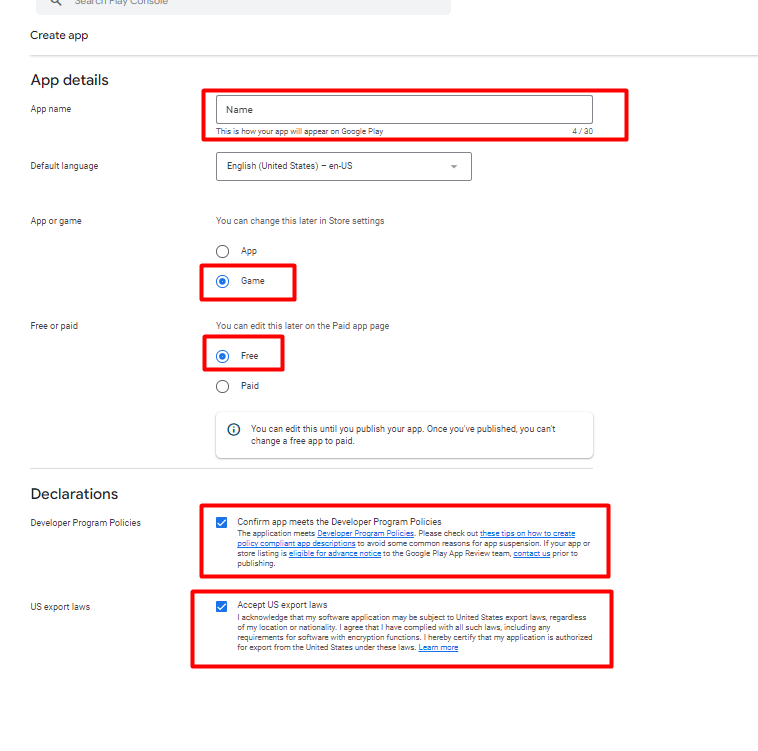 Search Play Console
Create app
App details
App name
Name
This is how your app will appear on Google Play
4 / 30
Default language
English (United States) – en-US
App or game
You can change this later in Store settings
App
Game
Free or paid
You can edit this later on the Paid app page
Free
Paid
You can edit this until you publish your app. Once you've published, you can't
change a free app to paid.
Declarations
Developer Program Policies
Confirm app meets the Developer Program Policies
The application meets Developer Program Policies. Please check out these tips on how to create
policy compliant app descriptions to avoid some common reasons for app suspension. If your app or
store listing is eligible for advance notice to the Google Play App Review team, contact us prior to
publishing.
US export laws
Accept US export laws
I acknowledge that my software application may be subject to United States export laws, regardless
of my location or nationality. I agree that I have complied with all such laws, including any
requirements for software with encryption functions. I hereby certify that my application is authorized
for export from the United States under these laws. Learn more